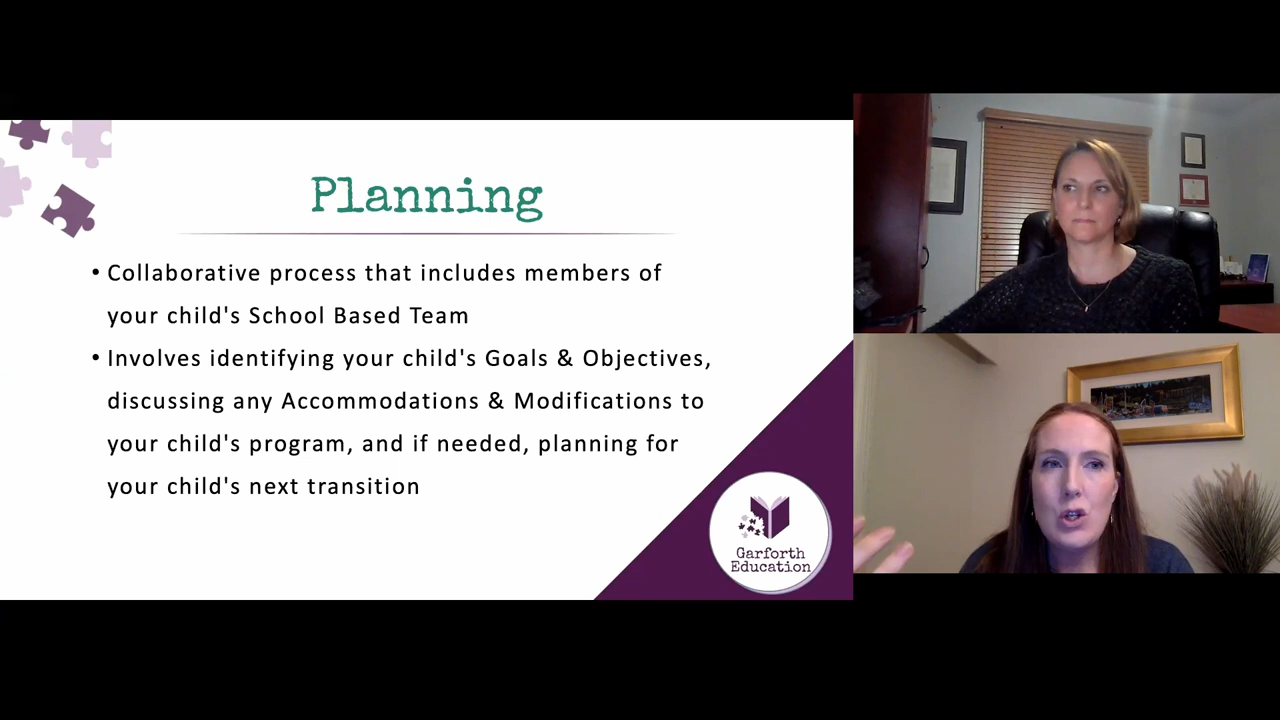 Planning
• Collaborative process that includes members of
your child's School Based Team
• Involves identifying your child's Goals & Objectives,
discussing any Accommodations & Modifications to
your child's program, and if needed, planning for
your child's next transition
Garforth
Education